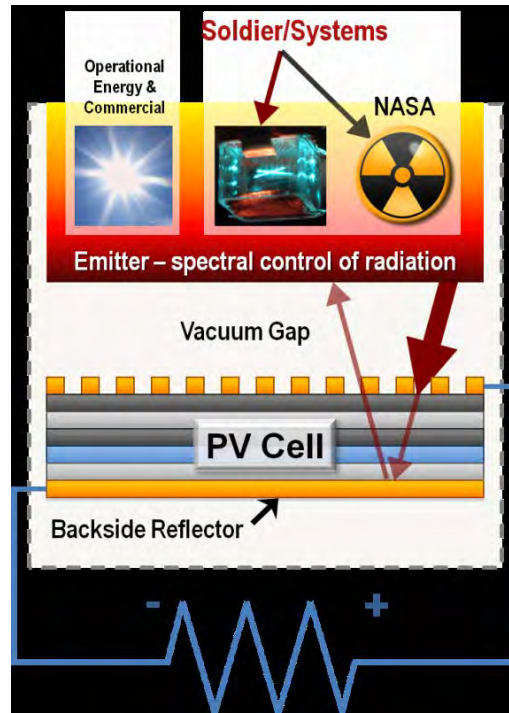 Soldier/Systems
Operational
Energy &
Commercial
NASA
Emitter – spectral control of radiation
Vacuum Gap
PV Cell
Backside Reflector
- +